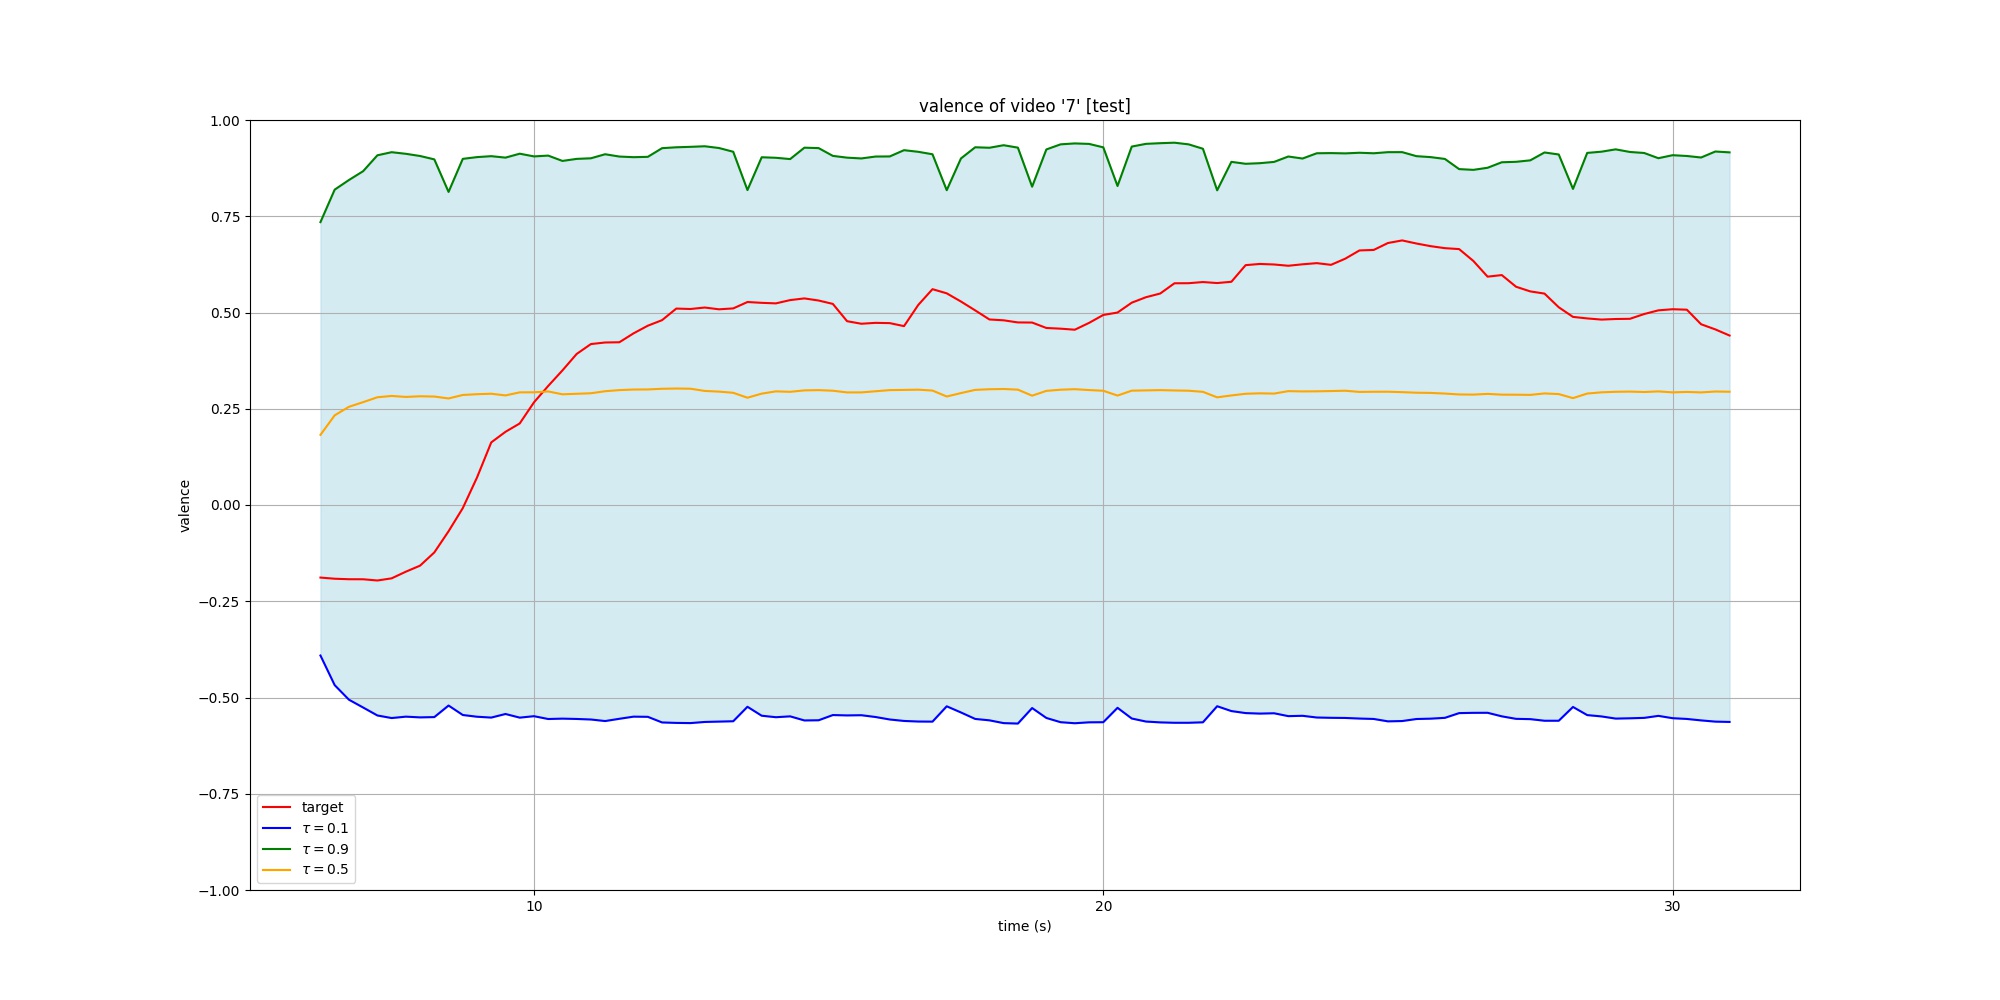 valence of video '7' [test]
1.00
0.75
0.50
0.25
0.00
−0.25
−0.50
−0.75
−1.00
valence
10 20 30
time (s)
target
τ = 0.1
τ = 0.9
τ = 0.5